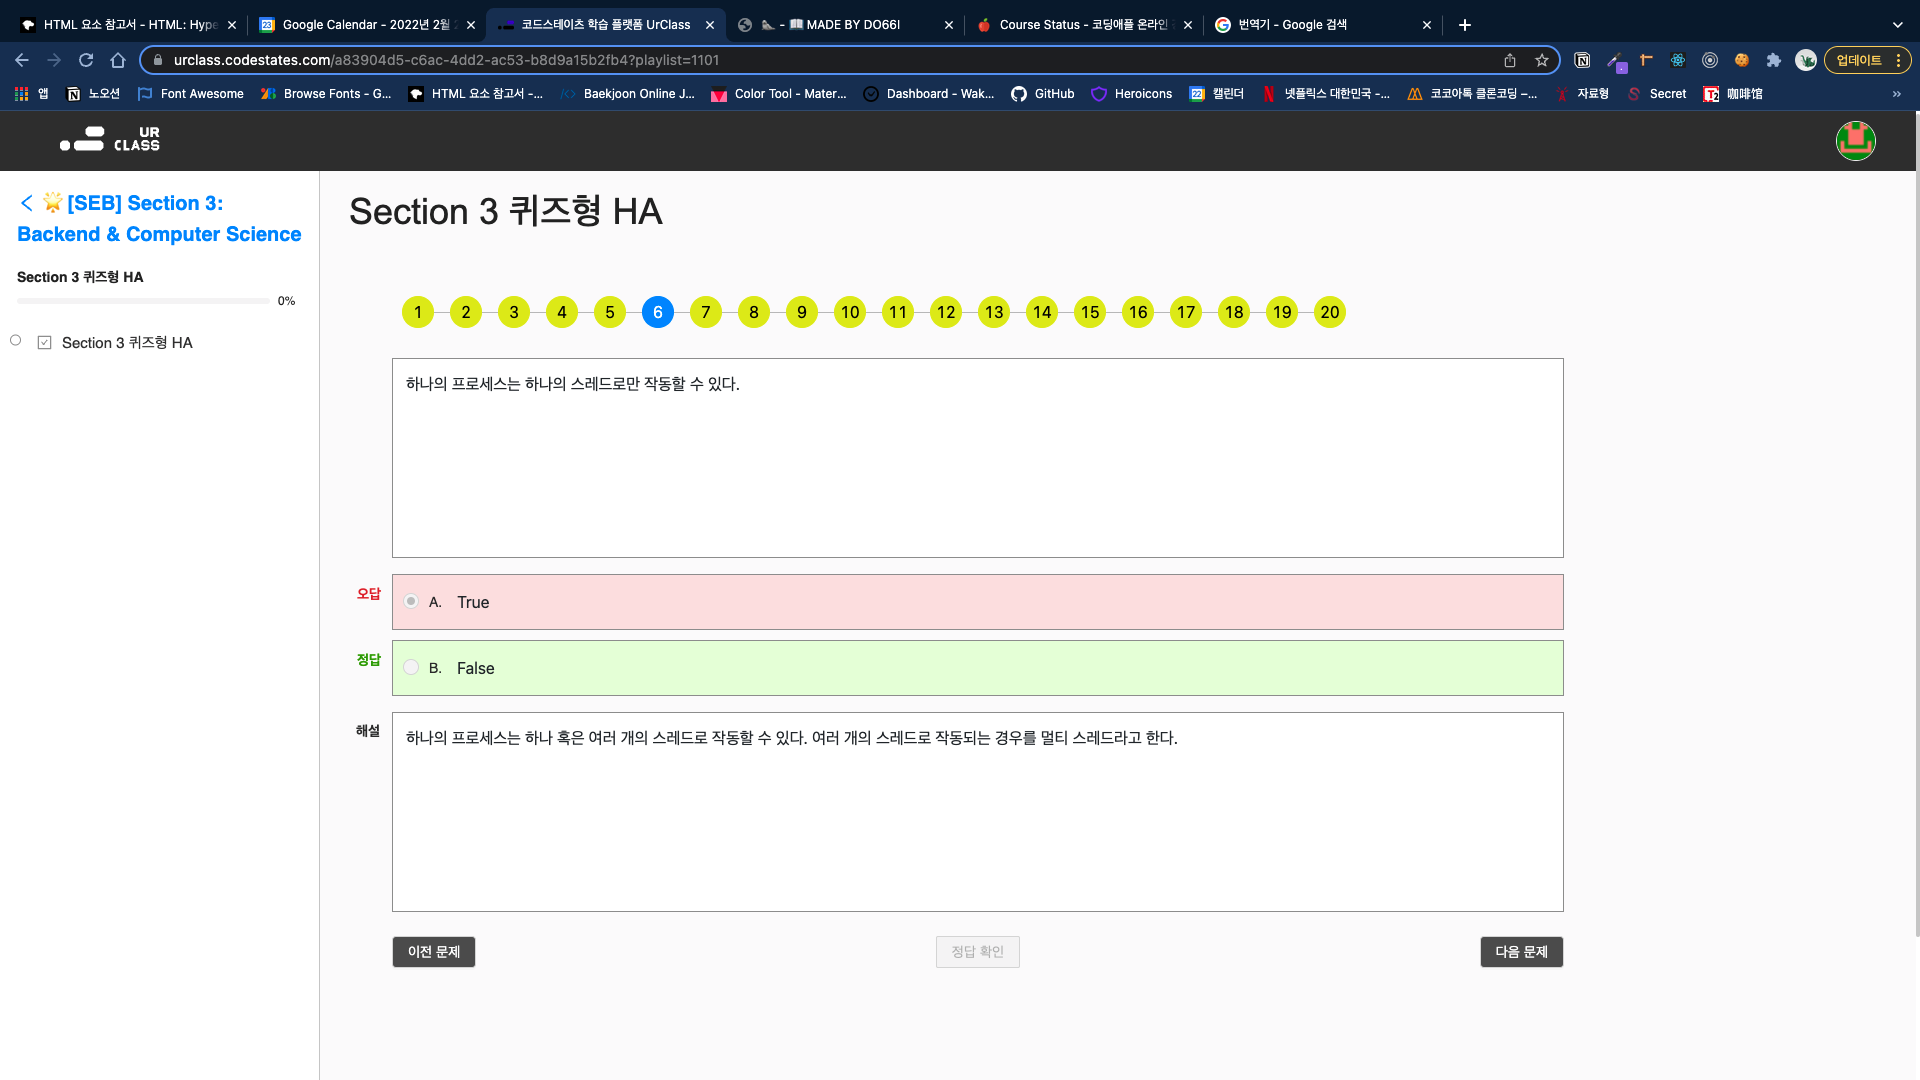 HTML 요소 참고서 - HTML: Hype
Google Calendar - 2022년 2월
코드스테이츠 학습 플랫폼 UrClass
- 📖 MADE BY DO66I
Course Status - 코딩애플 온라인
번역기 - Google 검색
urclass.codestates.com/a83904d5-c6ac-4dd2-ac53-b8d9a15b2fb4?playlist=1101
업데이트
앱
노오션
Font Awesome
Browse Fonts - G...
HTML 요소 참고서 -...
Baekjoon Online J...
Color Tool - Mater...
Dashboard - Wak...
GitHub
Heroicons
캘린더
넷플릭스 대한민국 -...
코코아톡 클론코딩 –...
자료형
Secret
咖啡馆
UR
CLASS
🌟[SEB] Section 3:
Backend & Computer Science
Section 3 퀴즈형 HA
0%
Section 3 퀴즈형 HA
Section 3 퀴즈형 HA
1 2 3 4 5 6 7 8 9 10 11 12 13 14 15 16 17 18 19 20
하나의 프로세스는 하나의 스레드로만 작동할 수 있다.
오답
A. True
정답
B. False
해설
하나의 프로세스는 하나 혹은 여러 개의 스레드로 작동할 수 있다. 여러 개의 스레드로 작동되는 경우를 멀티 스레드라고 한다.
이전 문제
정답 확인
다음 문제